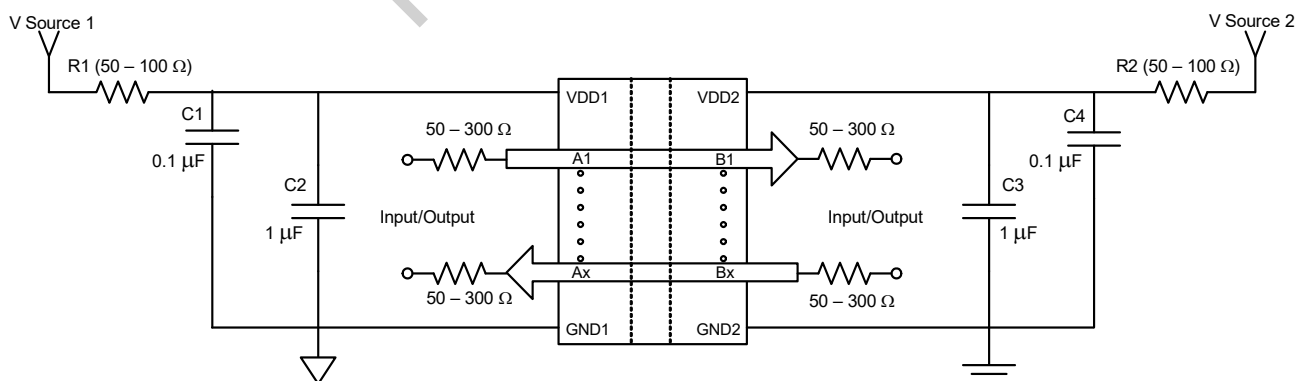 V Source 1
V Source 2
R1 (50 – 100 Ω)
R2 (50 – 100 Ω)
VDD1
VDD2
C1
C4
50 – 300 Ω
50 – 300 Ω
0.1 μF
A1
B1
0.1 μF
C2
C3
Input/Output
Input/Output
1 μF
1 μF
Ax
Bx
50 – 300 Ω
50 – 300 Ω
GND1
GND2